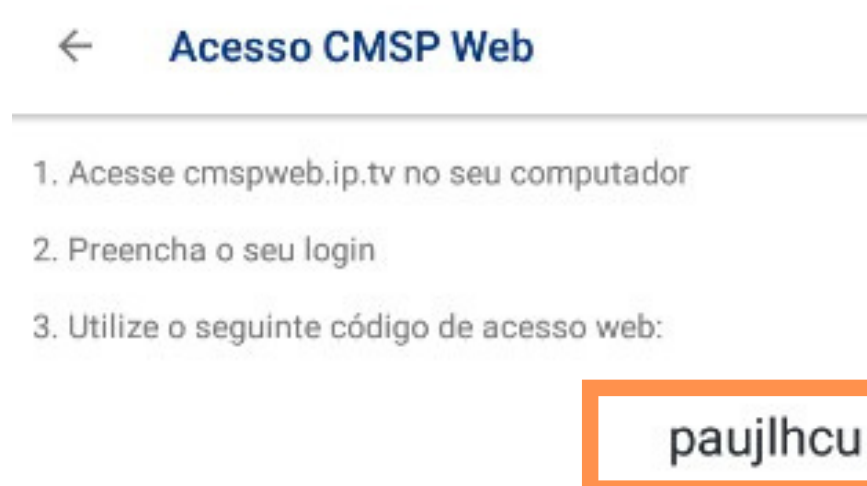 Acesso CMSP Web
1. Acesse cmspweb.ip.tv no seu computador
2. Preencha o seu login
3. Utilize o seguinte código de acesso web:
paujlhcu